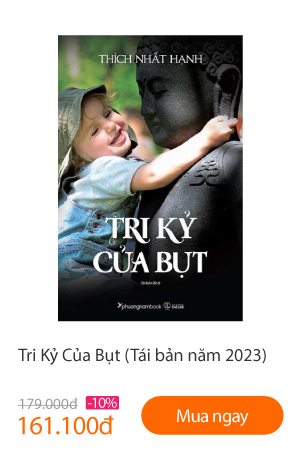 THÍCH NHẤT HẠNH
TRI KỶ
CỦA BỤT
phuongnambook
Tri Kỷ Của Bụt (Tái bản năm 2023)
179.000đ -10%
161.100đ
Mua ngay